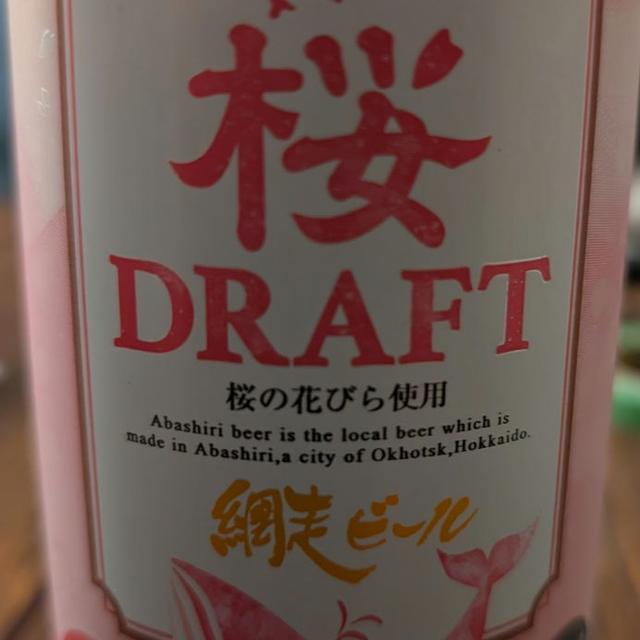 桜
DRAFT
桜の花びら使用
Abashiri beer is the local beer which is
made in Abashiri,a city of Okhotsk,Hokkaido.
網走ビール